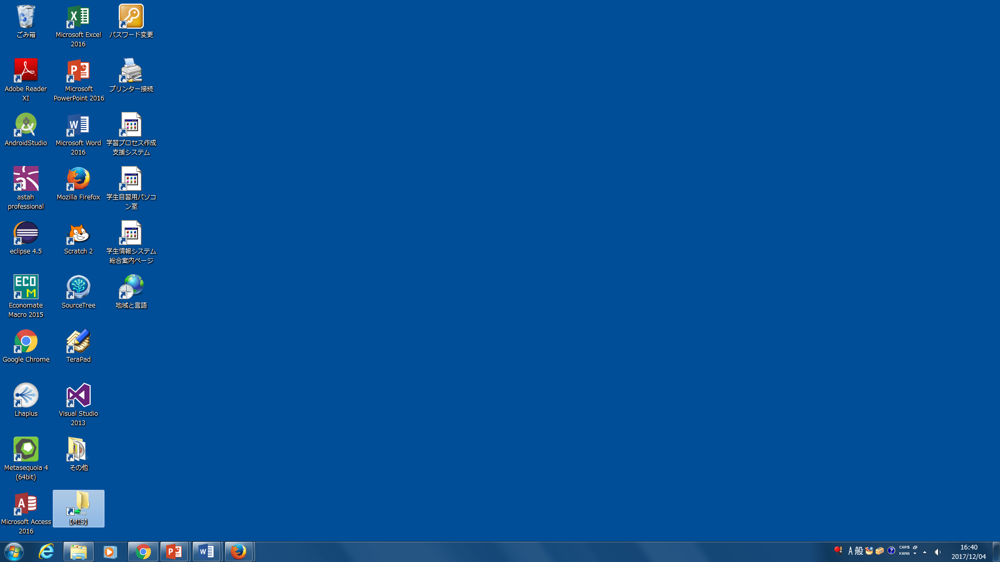 ごみ箱
Microsoft Excel
2016
パスワード変更
Adobe Reader
XI
Microsoft
PowerPoint 2016
プリンター接続
AndroidStudio
Microsoft Word
2016
学習プロセス作成
支援システム
astah
professional
Mozilla Firefox
学生自習用パソコ
ン室
eclipse 4.5
Scratch 2
学生情報システム
総合案内ページ
ECO
M
Economate
Macro 2015
SourceTree
地域と言語
Google Chrome
TeraPad
Lhaplus
Visual Studio
2013
Metasequoia 4
(64bit)
その他
Microsoft Access
2016
【MIS】
A 般
CAPS
KANA
16:40
2017/12/04